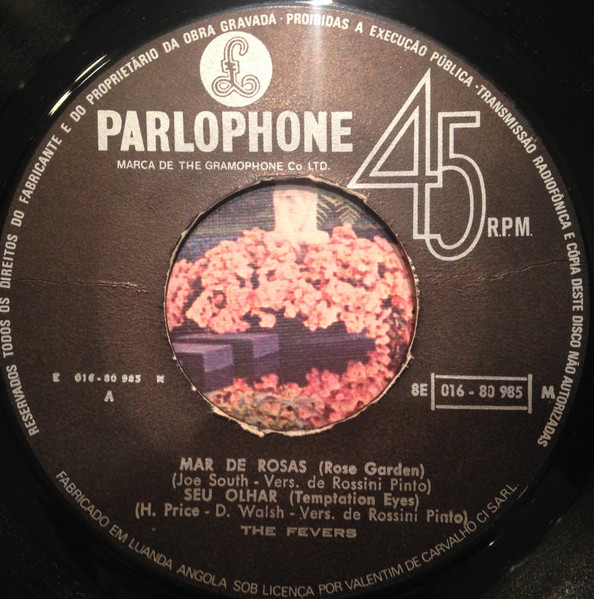 RESERVADOS TODOS OS DIREITOS DO FABRICANTE E DO PROPRIETÁRIO DA OBRA GRAVADA · PROIBIDAS A EXECUÇÃO PÚBLICA · TRANSMISSÃO RADIOFÓNICA E CÓPIA DESTE DISCO NÃO AUTORIZADAS
£
PARLOPHONE
MARCA DE THE GRAMOPHONE Co LTD.
45 R.P.M.
E 016-80 985 M
A
8E 016 - 80 985 M
MAR DE ROSAS (Rose Garden)
(Joe South - Vers. de Rossini Pinto)
SEU OLHAR (Temptation Eyes)
(H. Price - D. Walsh - Vers. de Rossini Pinto)
THE FEVERS
FABRICADO EM LUANDA ANGOLA SOB LICENÇA POR VALENTIM DE CARVALHO CI SARL.